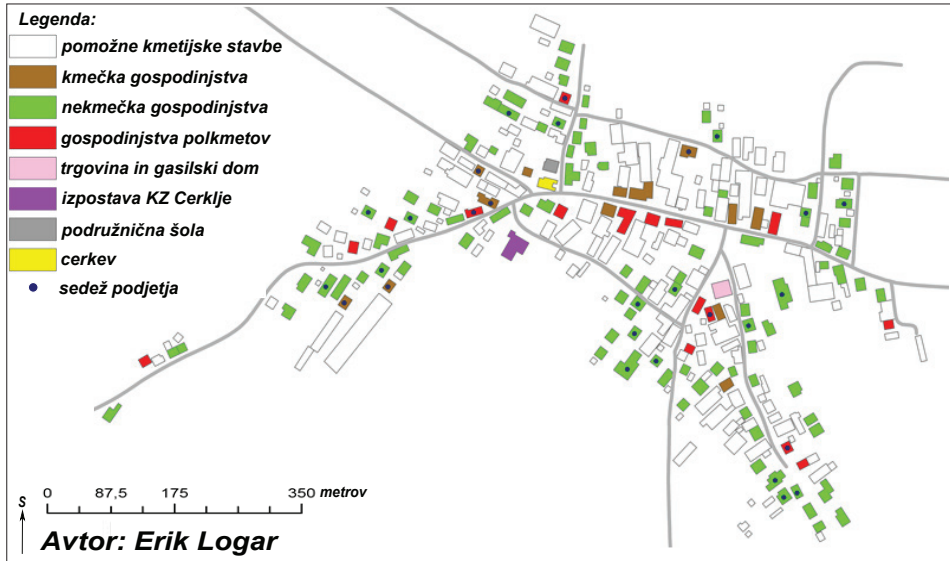 Legenda:
pomožne kmetijske stavbe
kmečka gospodinjstva
nekmečka gospodinjstva
gospodinjstva polkmetov
trgovina in gasilski dom
izpostava KZ Cerklje
podružnična šola
cerkev
sedež podjetja
S
0 87,5 175 350 metrov
Avtor: Erik Logar